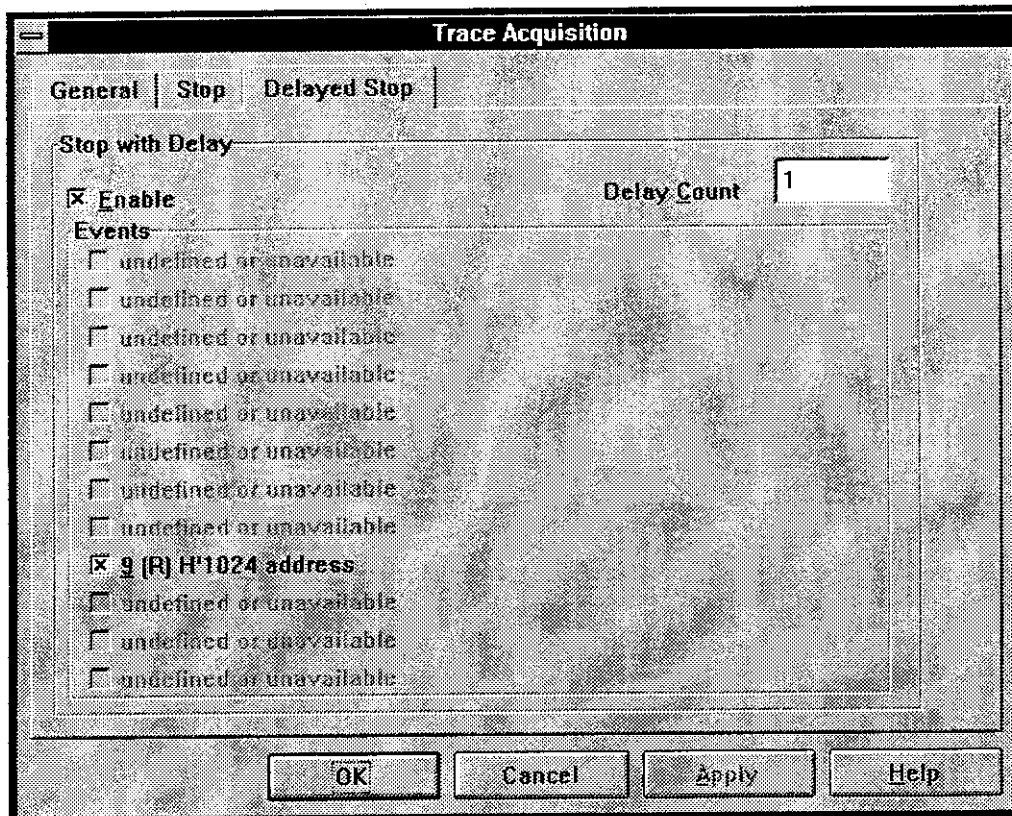 Trace Acquisition
General Stop Delayed Stop
Stop with Delay
Enable Delay Count 1
Events
undefined or unavailable
undefined or unavailable
undefined or unavailable
undefined or unavailable
undefined or unavailable
undefined or unavailable
undefined or unavailable
undefined or unavailable
9 (R) H'1024 address
undefined or unavailable
undefined or unavailable
undefined or unavailable
OK Cancel Apply Help